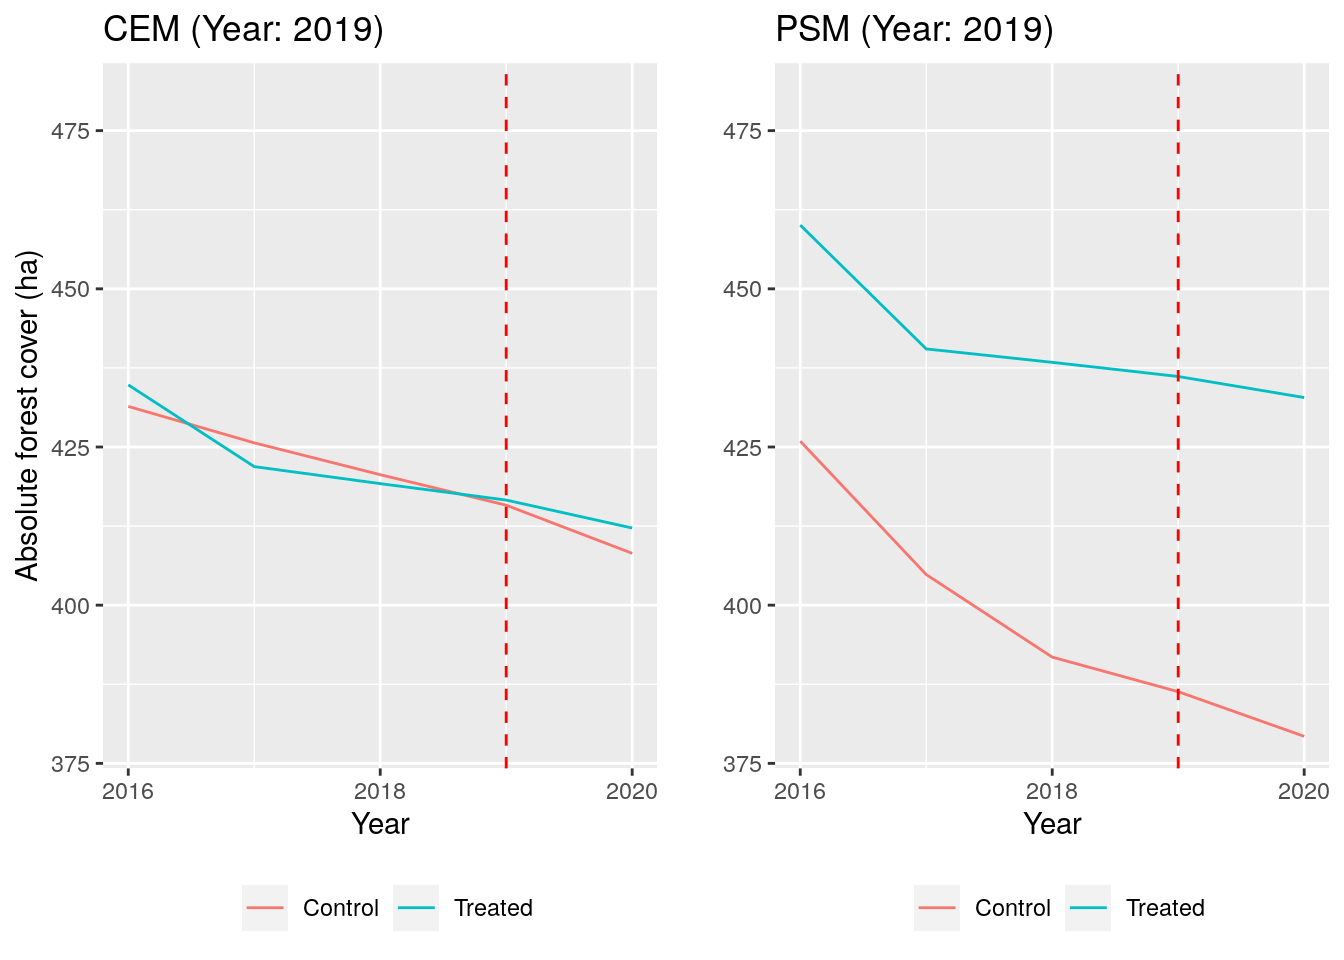 CEM (Year: 2019)
Absolute forest cover (ha)
475
450
425
400
375
2016 2018 2020
Year
Control Treated
PSM (Year: 2019)
475
450
425
400
375
2016 2018 2020
Year
Control Treated